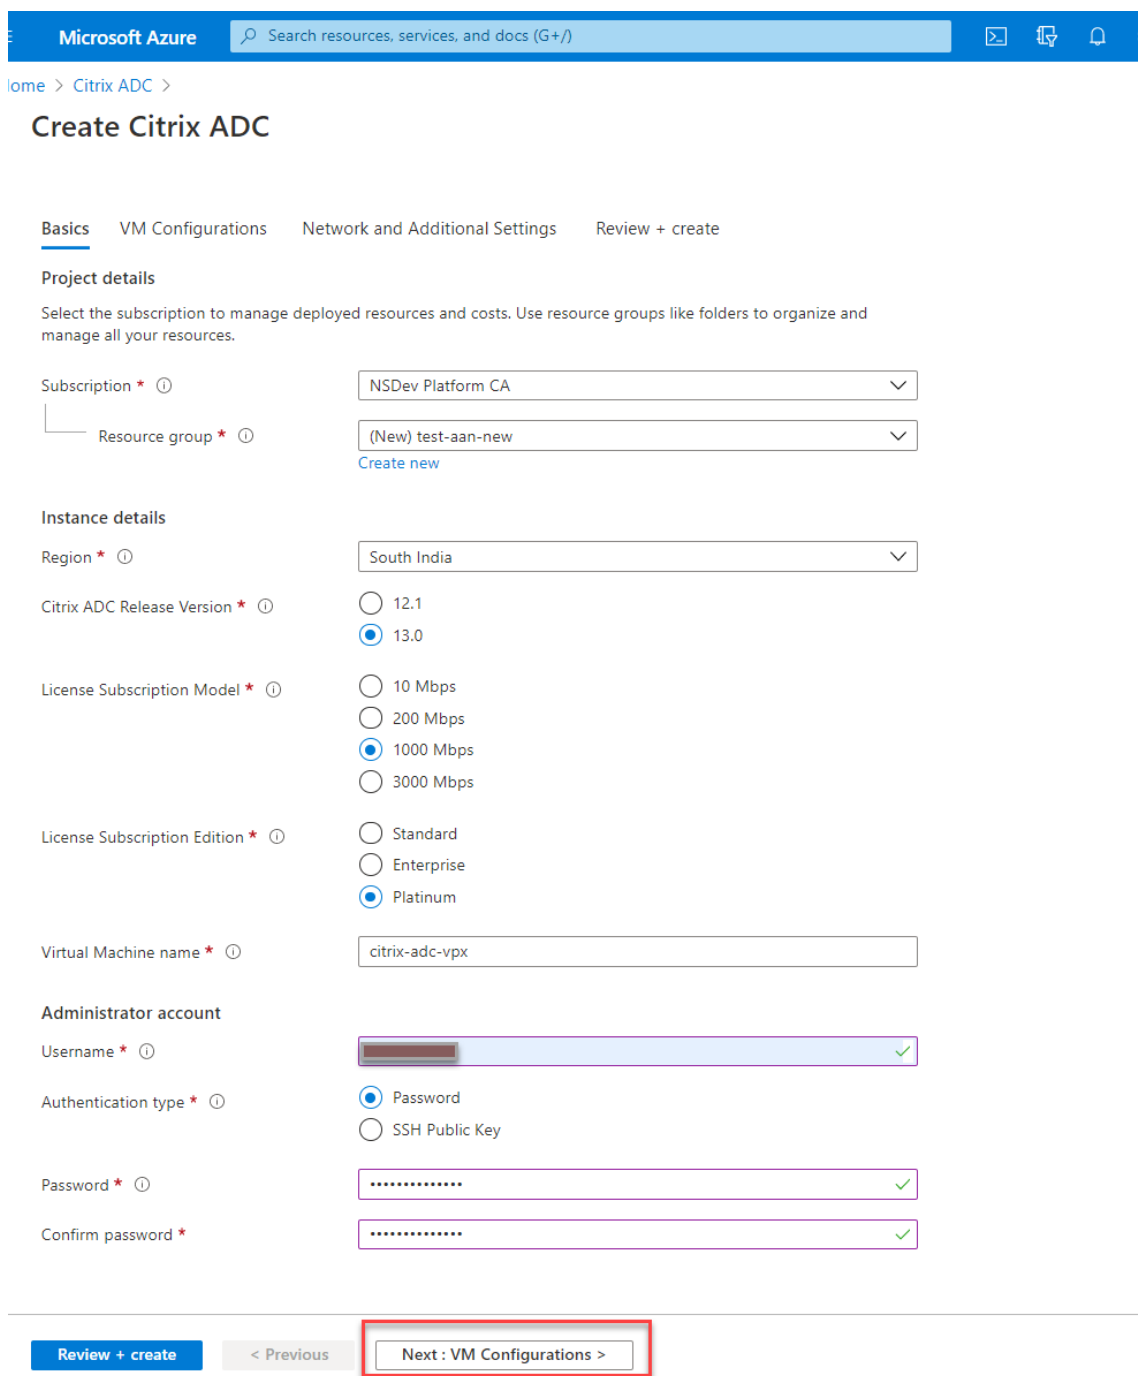 Microsoft Azure
Search resources, services, and docs (G+/)
ome > Citrix ADC >
Create Citrix ADC
Basics VM Configurations Network and Additional Settings Review + create
Project details
Select the subscription to manage deployed resources and costs. Use resource groups like folders to organize and
manage all your resources.
Subscription * NSDev Platform CA
Resource group * (New) test-aan-new
Create new
Instance details
Region * South India
Citrix ADC Release Version * 12.1
13.0
License Subscription Model * 10 Mbps
200 Mbps
1000 Mbps
3000 Mbps
License Subscription Edition * Standard
Enterprise
Platinum
Virtual Machine name * citrix-adc-vpx
Administrator account
Username *
Authentication type * Password
SSH Public Key
Password * ••••••••••••••
Confirm password * ••••••••••••••
Review + create < Previous Next : VM Configurations >